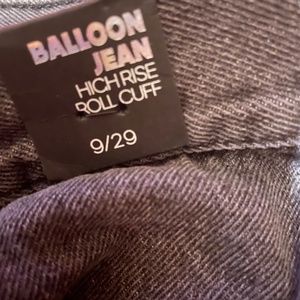 BALLOON
JEAN
HIGH RISE
ROLL CUFF
9/29